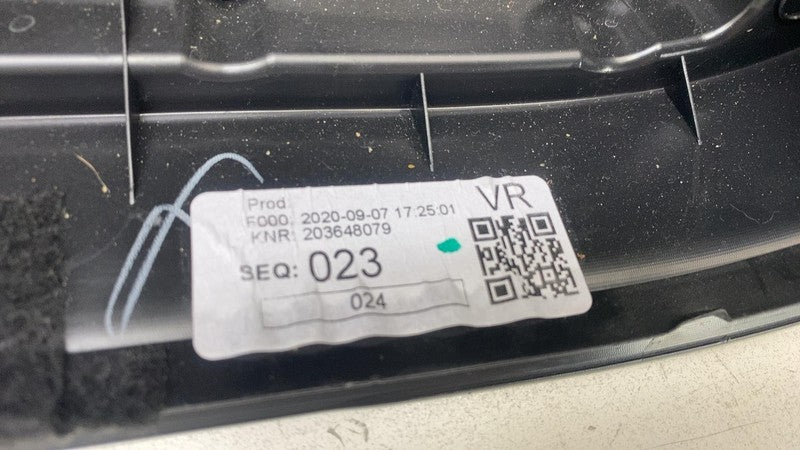 Prod
F000: 2020-09-07 17:25:01
KNR: 203648079
VR
SEQ: 023
024